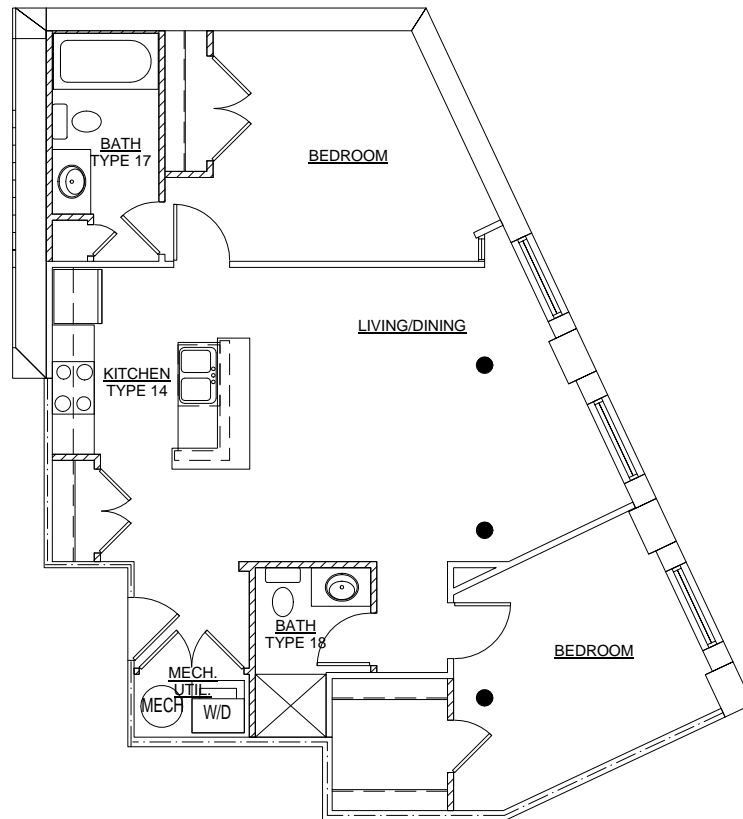 BATH
TYPE 17
BEDROOM
LIVING/DINING
KITCHEN
TYPE 14
BATH
TYPE 18
BEDROOM
MECH.
UTIL.
MECH
W/D